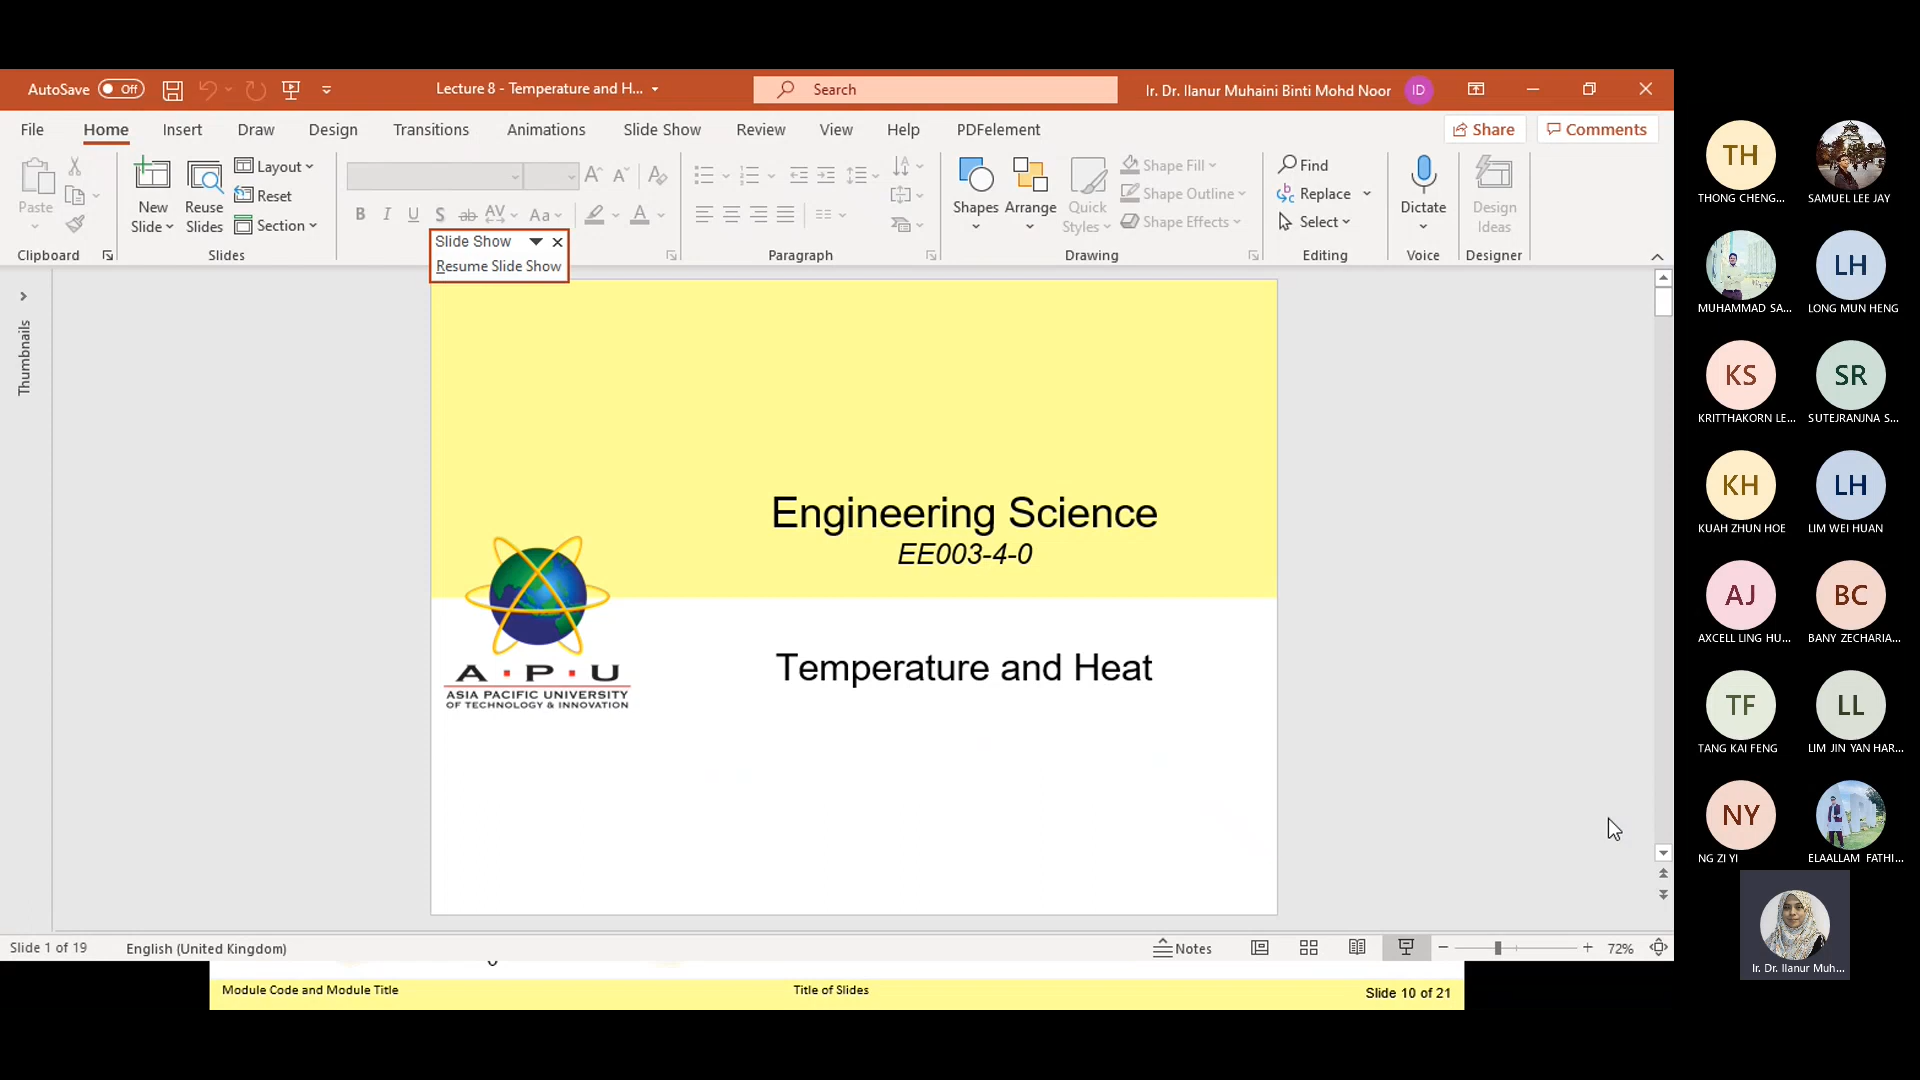 AutoSave Off
Lecture 8 - Temperature and H...
Search
Ir. Dr. Ilanur Muhaini Binti Mohd Noor
ID
File Home Insert Draw Design Transitions Animations Slide Show Review View Help PDFelement
Share
Comments
Paste
New Slide
Reuse Slides
Layout
Reset
Section
B I U S ab AV Aa A
Shapes
Arrange
Quick Styles
Shape Fill
Shape Outline
Shape Effects
Find
Replace
Select
Dictate
Design Ideas
Clipboard
Slides
Paragraph
Drawing
Editing
Voice
Designer
Slide Show
Resume Slide Show
Thumbnails
Engineering Science
EE003-4-0
A·P·U
ASIA PACIFIC UNIVERSITY
OF TECHNOLOGY & INNOVATION
Temperature and Heat
Slide 1 of 19
English (United Kingdom)
Notes
72%
Module Code and Module Title
Title of Slides
Slide 10 of 21
TH
THONG CHENG...
SAMUEL LEE JAY
MUHAMMAD SA...
LH
LONG MUN HENG
KS
KRITTHAKORN LE...
SR
SUTEJRANJNA S...
KH
KUAH ZHUN HOE
LH
LIM WEI HUAN
AJ
AXCELL LING HU...
BC
BANY ZECHARIA...
TF
TANG KAI FENG
LL
LIM JIN YAN HAR...
NY
NG ZI YI
ELAALLAM FATHI...
Ir. Dr. Ilanur Muh...